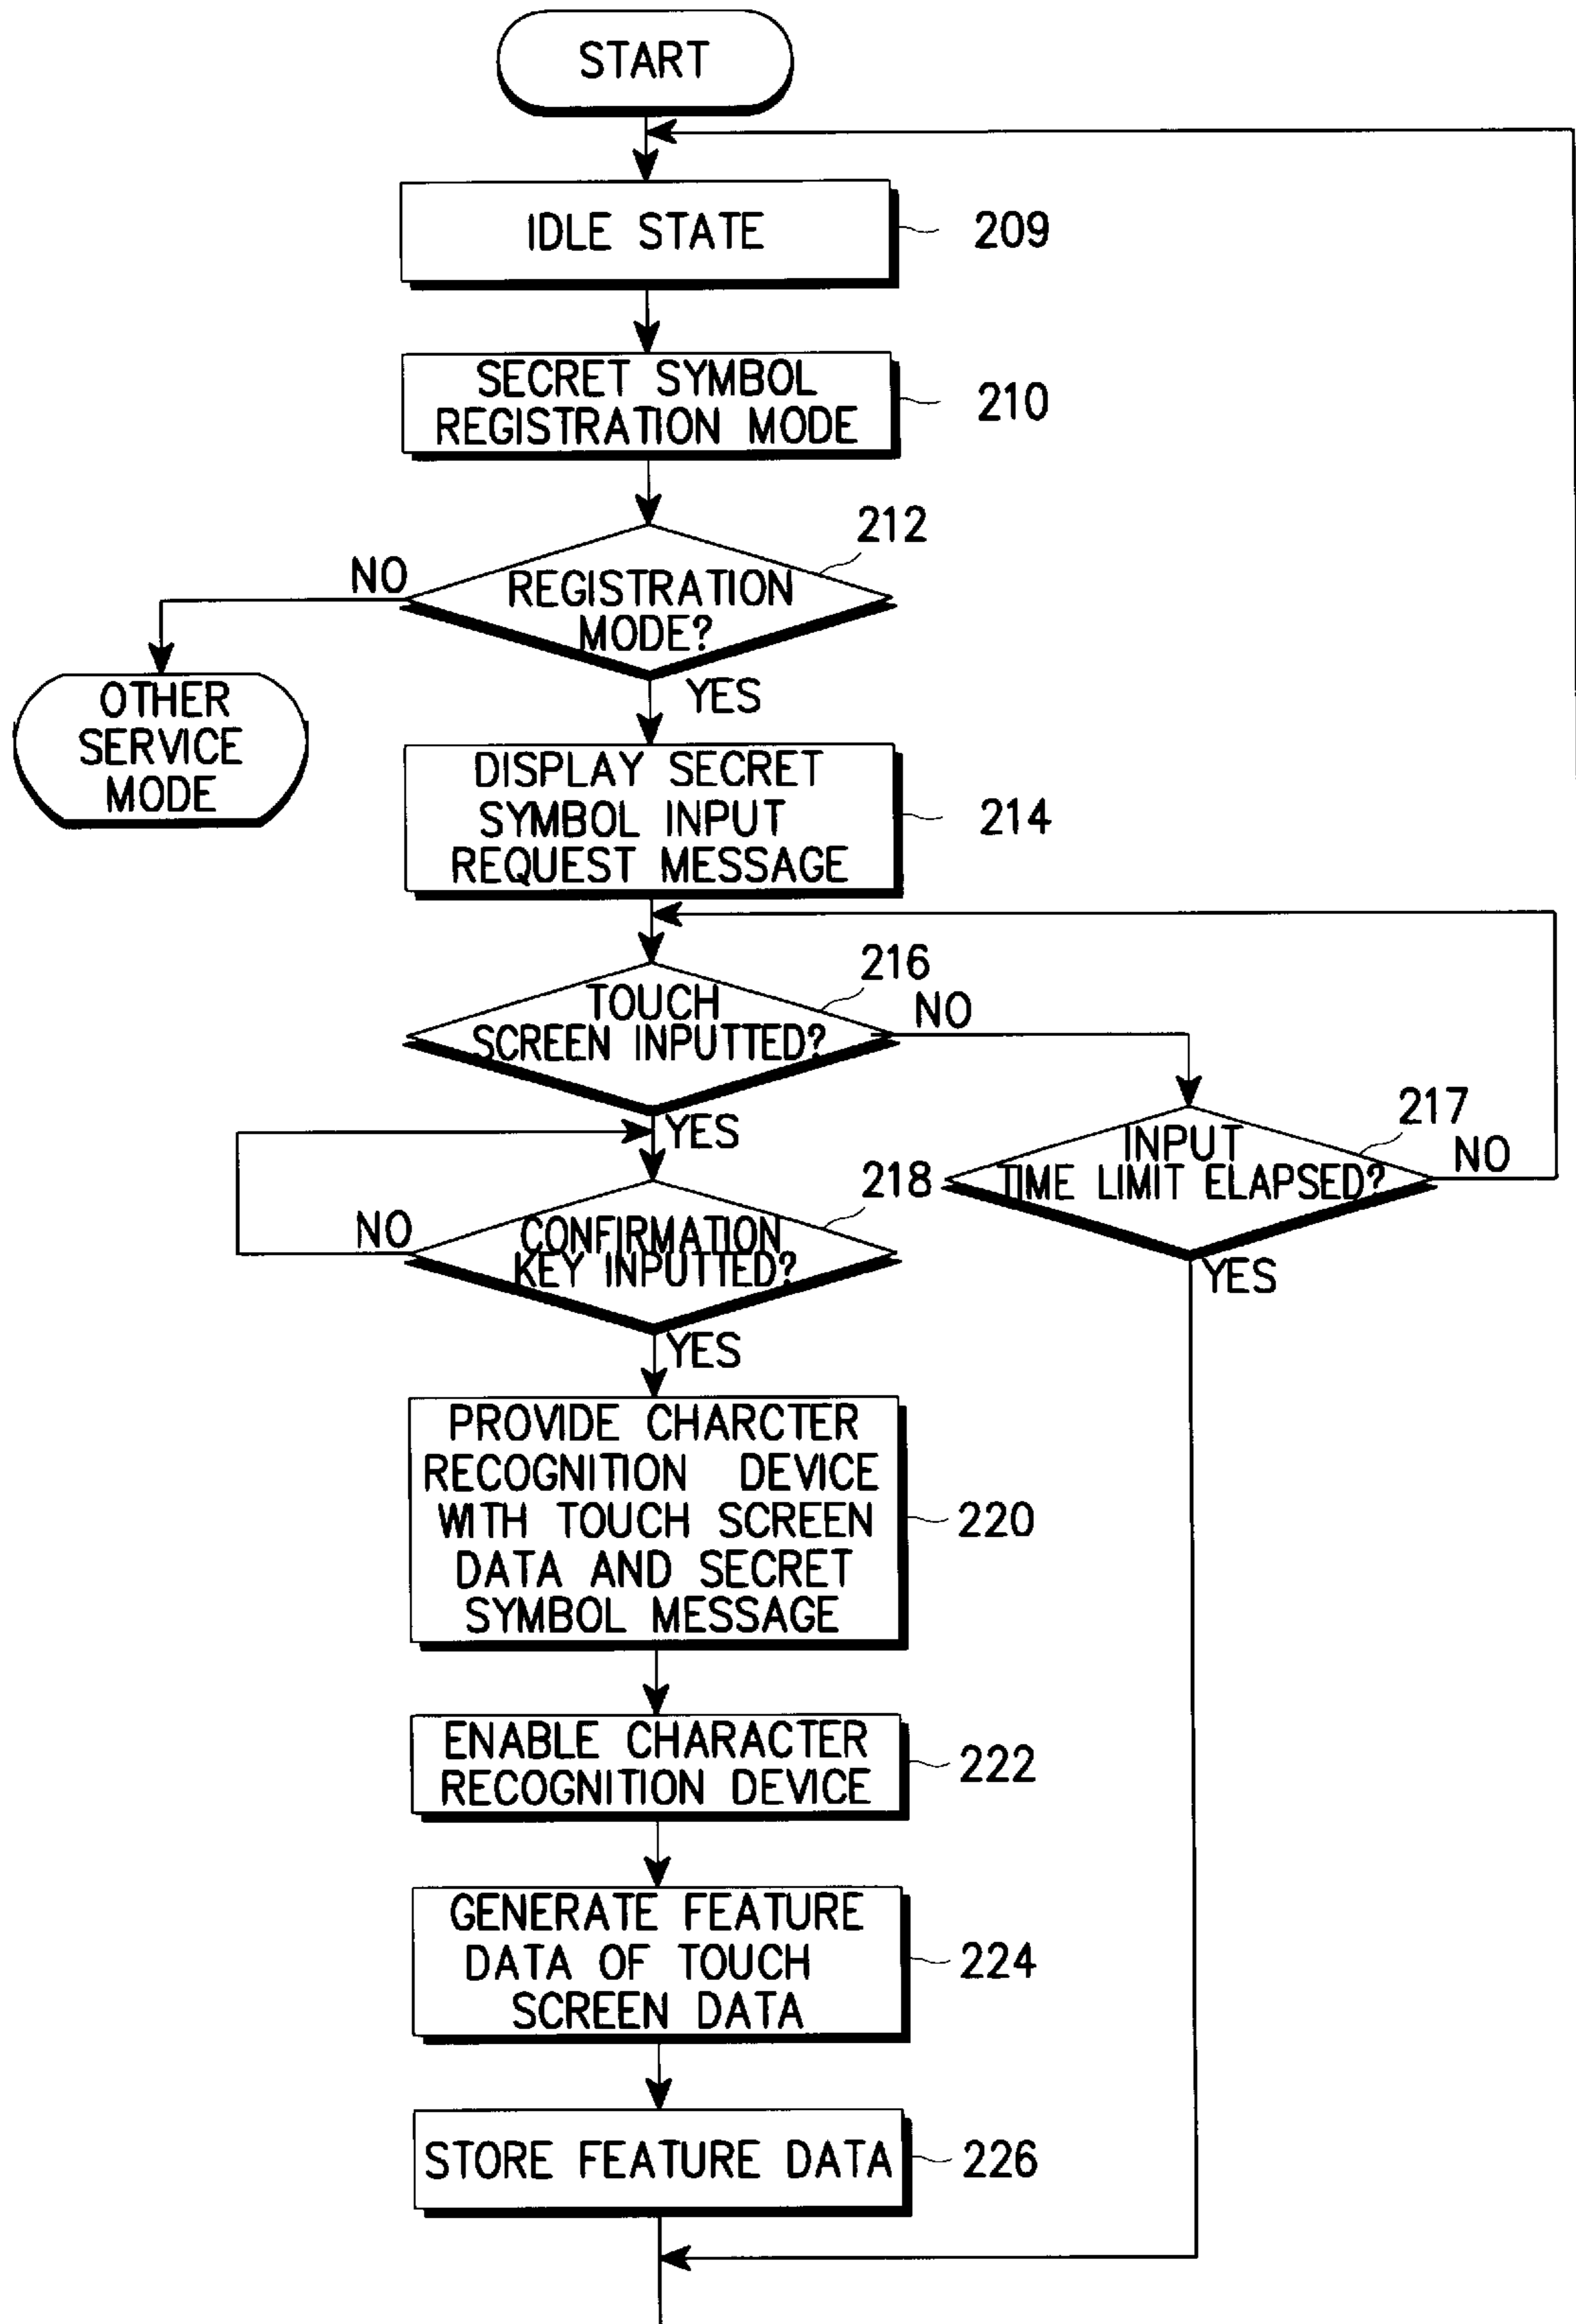 START
IDLE STATE
209
SECRET SYMBOL
REGISTRATION MODE
210
212
NO
REGISTRATION
MODE?
YES
OTHER
SERVICE
MODE
DISPLAY SECRET
SYMBOL INPUT
REQUEST MESSAGE
214
216
TOUCH
SCREEN INPUTTED?
NO
YES
217
INPUT
TIME LIMIT ELAPSED?
NO
YES
218
NO
CONFIRMATION
KEY INPUTTED?
YES
PROVIDE CHARCTER
RECOGNITION DEVICE
WITH TOUCH SCREEN
DATA AND SECRET
SYMBOL MESSAGE
220
ENABLE CHARACTER
RECOGNITION DEVICE
222
GENERATE FEATURE
DATA OF TOUCH
SCREEN DATA
224
STORE FEATURE DATA
226